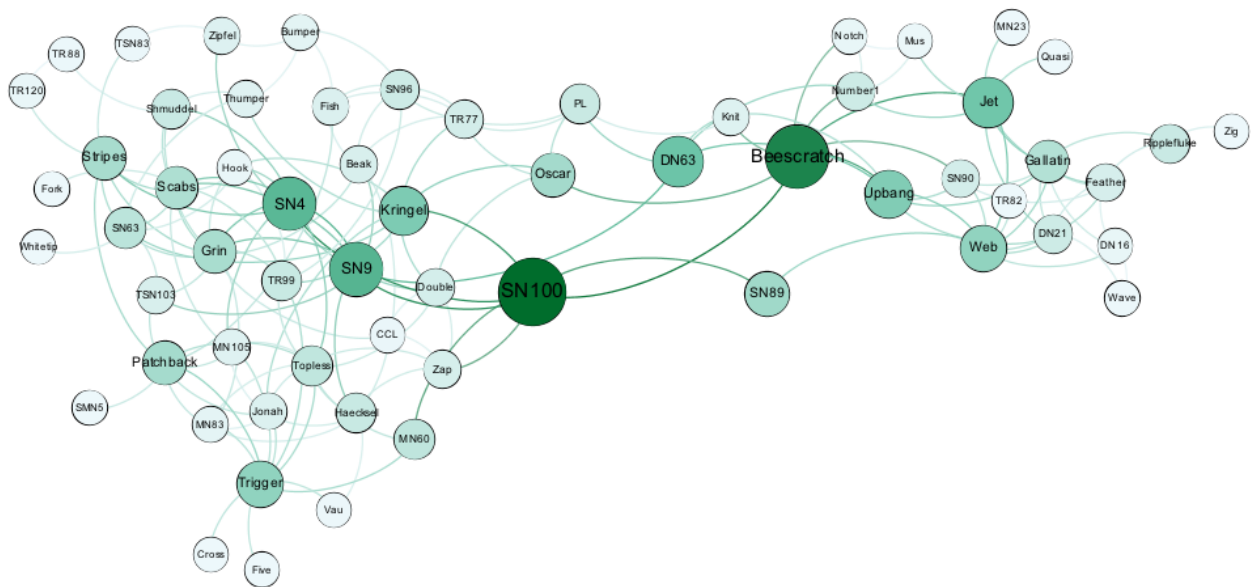 MN23
TSN83
Zipfel
Bumper
Notch
Mus
TR88
Quasi
TR120
SN96
Number1
Shmuddel
Thumper
Fish
PL
Jet
TR77
Knit
Zig
Ripplefluke
Stripes
Beescratch
DN63
Gallatin
Hook
Beak
Oscar
SN90
Feather
Fork
Scabs
Upbang
TR82
SN4
Kringel
SN63
DN21
Whitetip
Grin
Web
DN16
SN9
TR99
Double
SN100
SN89
TSN103
Wave
CCL
MN105
Patchback
Topless
Zap
SMN5
Jonah
Haecksel
MN83
MN60
Trigger
Vau
Cross
Five